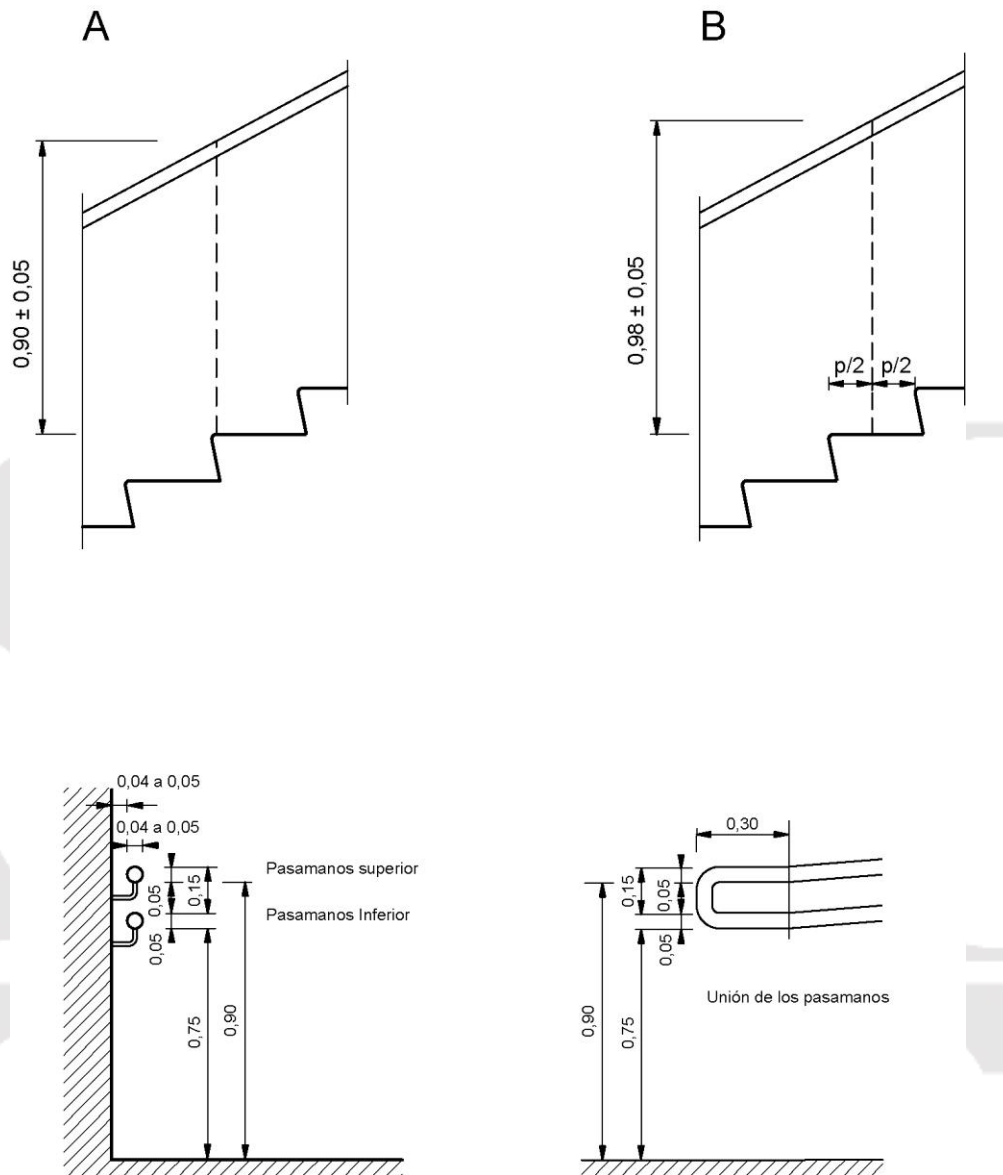 A
B
0,90 ± 0,05
0,98 ± 0,05
p/2 p/2
0,04 a 0,05
0,04 a 0,05
Pasamanos superior
Pasamanos Inferior
0,05
0,15
0,05
0,75
0,90
0,30
0,15
0,05
0,05
Unión de los pasamanos
0,90
0,75